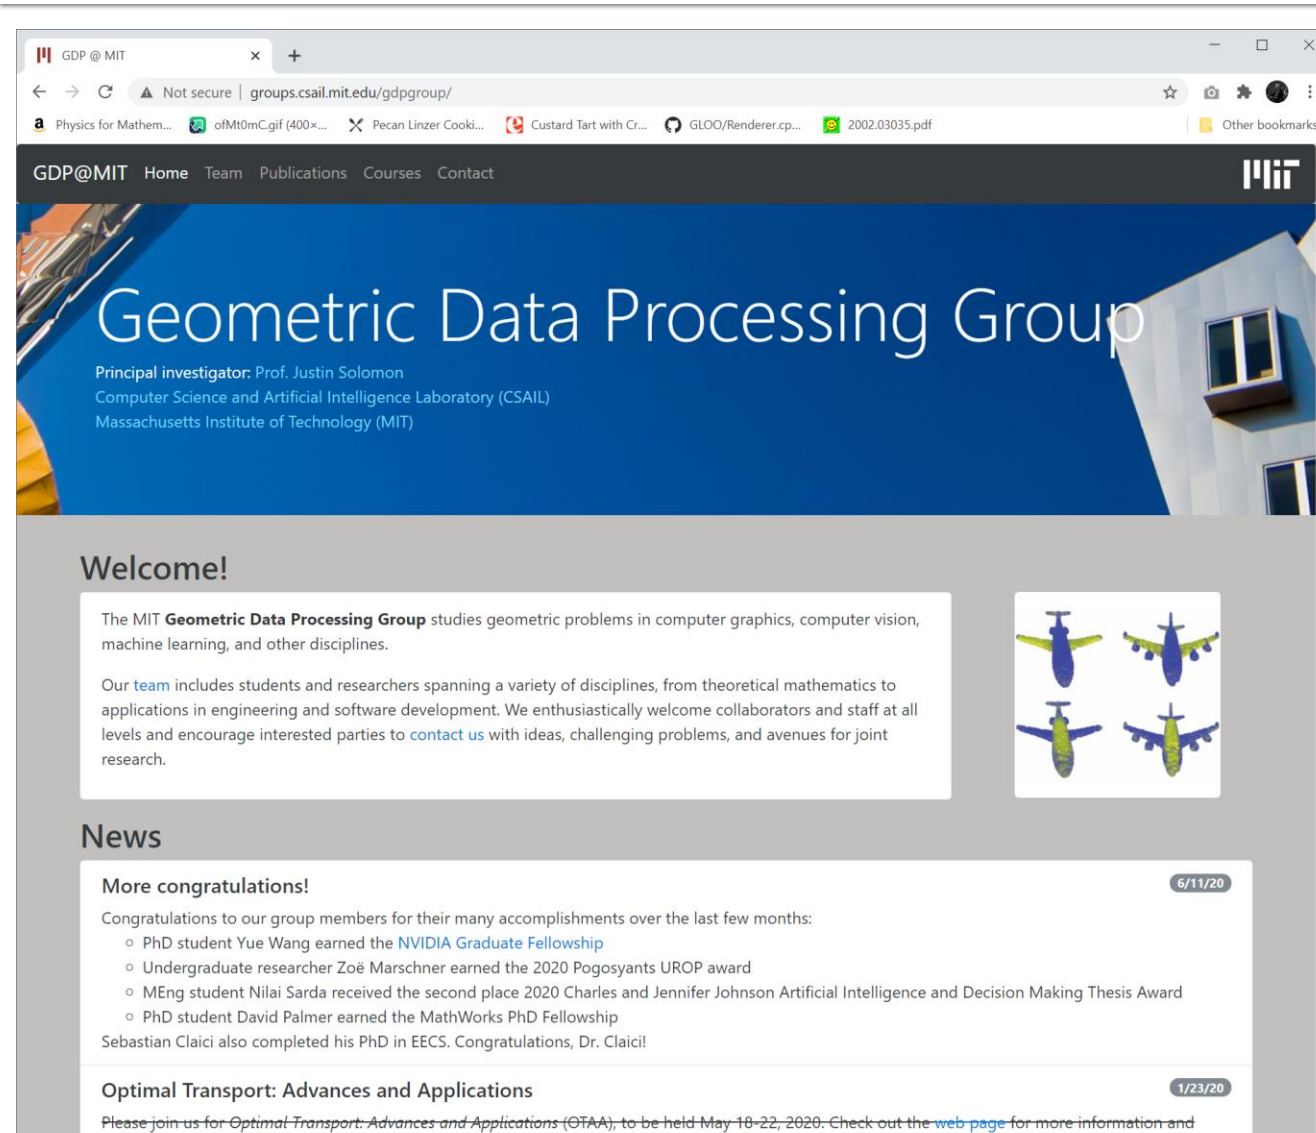 GDP @ MIT
Not secure | groups.csail.mit.edu/gdpgroup/
Physics for Mathem... ofMt0mC.gif (400×... Pecan Linzer Cooki... Custard Tart with Cr... GLOO/Renderer.cp... 2002.03035.pdf Other bookmarks
GDP@MIT Home Team Publications Courses Contact
Geometric Data Processing Group
Principal investigator: Prof. Justin Solomon
Computer Science and Artificial Intelligence Laboratory (CSAIL)
Massachusetts Institute of Technology (MIT)
Welcome!
The MIT Geometric Data Processing Group studies geometric problems in computer graphics, computer vision,
machine learning, and other disciplines.
Our team includes students and researchers spanning a variety of disciplines, from theoretical mathematics to
applications in engineering and software development. We enthusiastically welcome collaborators and staff at all
levels and encourage interested parties to contact us with ideas, challenging problems, and avenues for joint
research.
News
More congratulations! 6/11/20
Congratulations to our group members for their many accomplishments over the last few months:
PhD student Yue Wang earned the NVIDIA Graduate Fellowship
Undergraduate researcher Zoë Marschner earned the 2020 Pogosyants UROP award
MEng student Nilai Sarda received the second place 2020 Charles and Jennifer Johnson Artificial Intelligence and Decision Making Thesis Award
PhD student David Palmer earned the MathWorks PhD Fellowship
Sebastian Claici also completed his PhD in EECS. Congratulations, Dr. Claici!
Optimal Transport: Advances and Applications 1/23/20
Please join us for Optimal Transport: Advances and Applications (OTAA), to be held May 18-22, 2020. Check out the web page for more information and